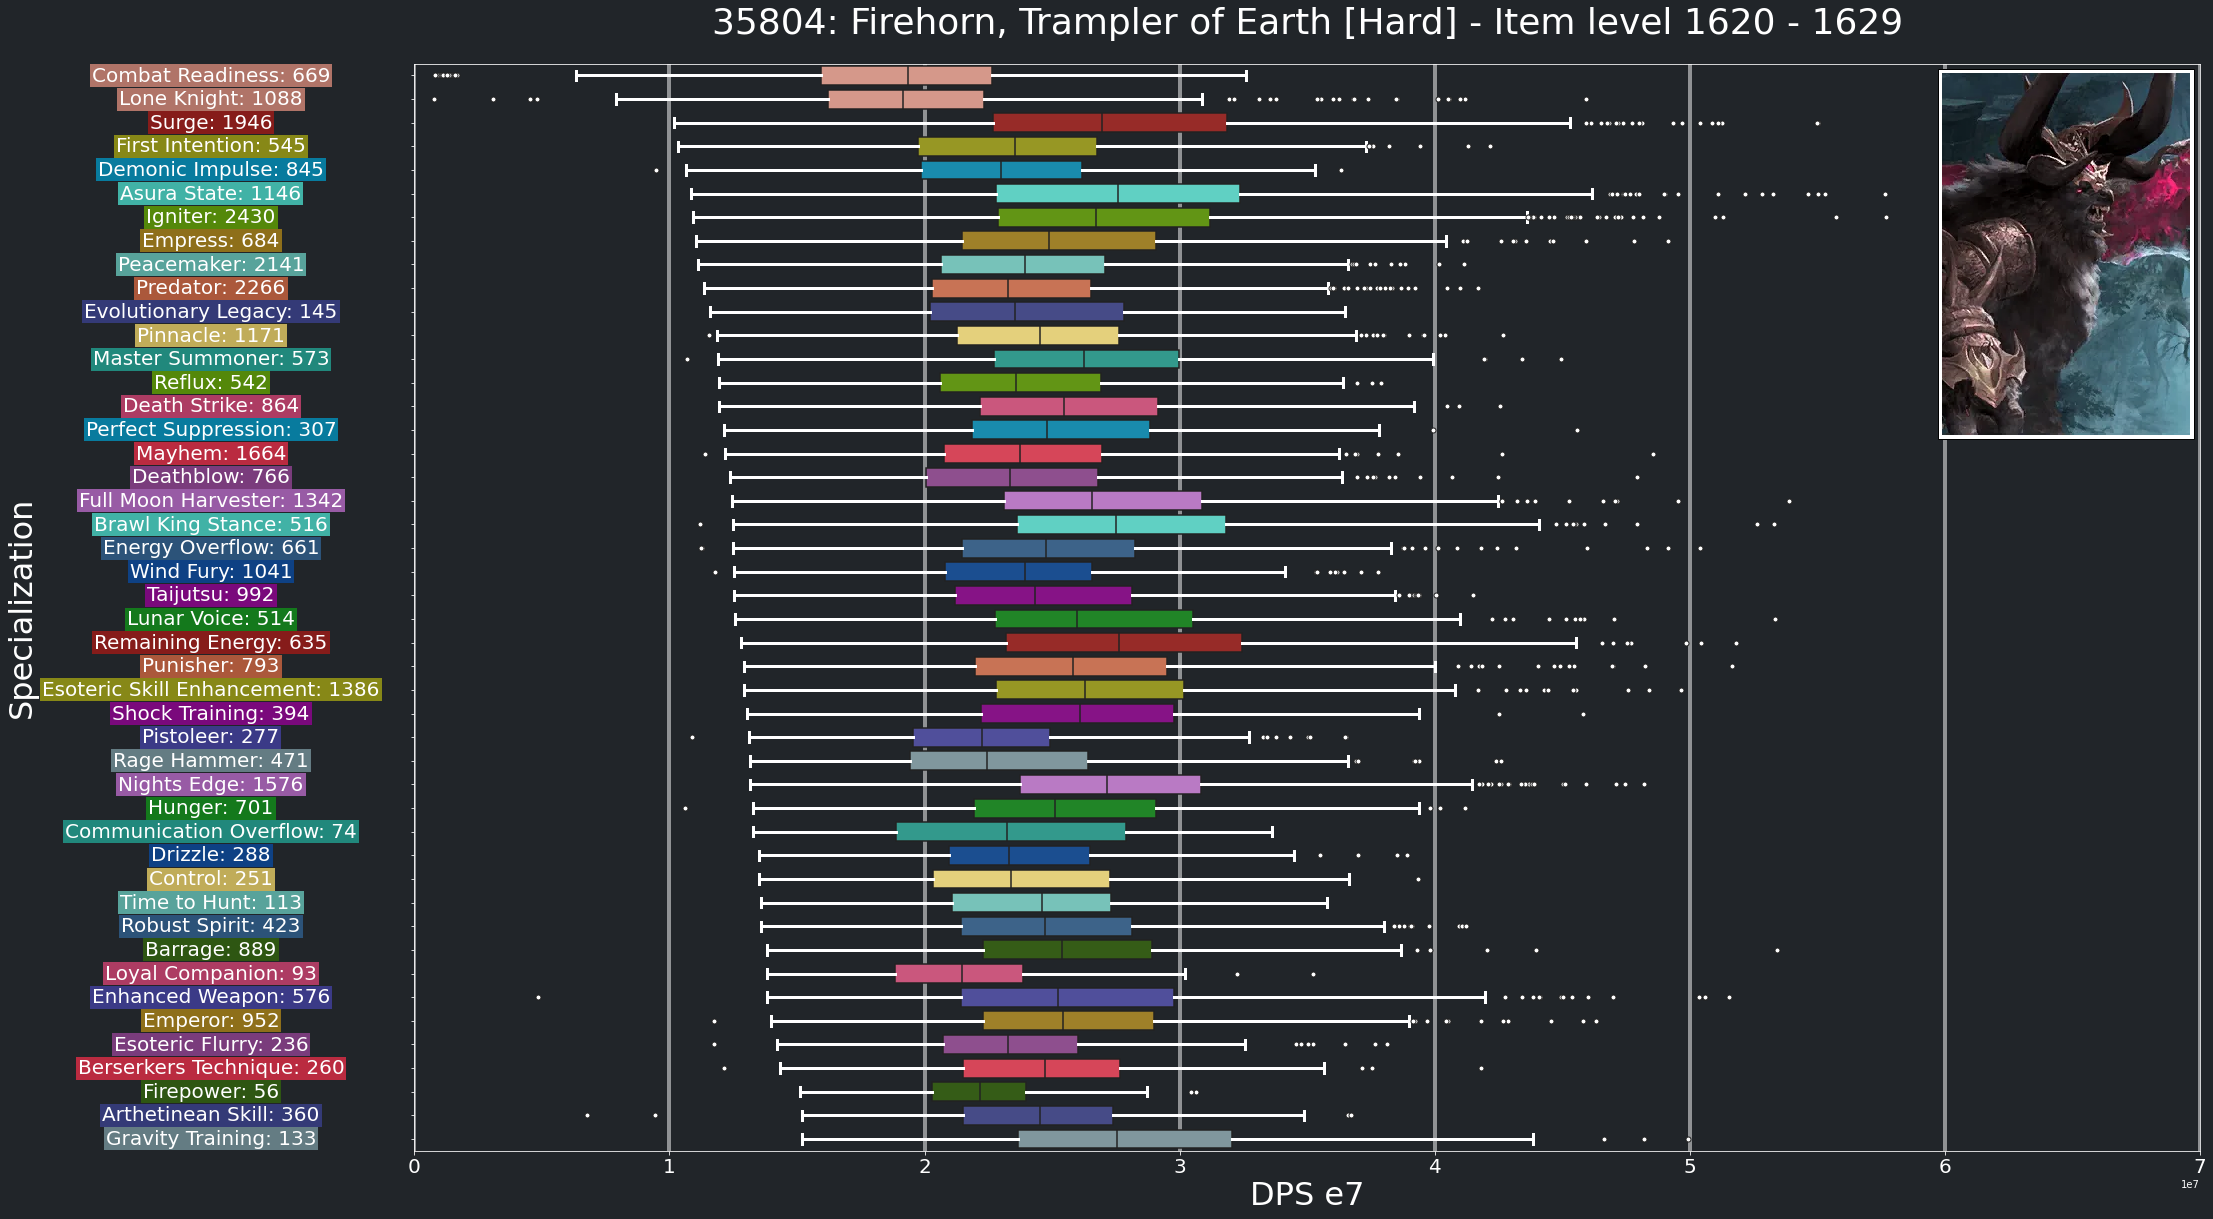 35804: Firehorn, Trampler of Earth [Hard] - Item level 1620 - 1629
Specialization
Combat Readiness: 669
Lone Knight: 1088
Surge: 1946
First Intention: 545
Demonic Impulse: 845
Asura State: 1146
Igniter: 2430
Empress: 684
Peacemaker: 2141
Predator: 2266
Evolutionary Legacy: 145
Pinnacle: 1171
Master Summoner: 573
Reflux: 542
Death Strike: 864
Perfect Suppression: 307
Mayhem: 1664
Deathblow: 766
Full Moon Harvester: 1342
Brawl King Stance: 516
Energy Overflow: 661
Wind Fury: 1041
Taijutsu: 992
Lunar Voice: 514
Remaining Energy: 635
Punisher: 793
Esoteric Skill Enhancement: 1386
Shock Training: 394
Pistoleer: 277
Rage Hammer: 471
Nights Edge: 1576
Hunger: 701
Communication Overflow: 74
Drizzle: 288
Control: 251
Time to Hunt: 113
Robust Spirit: 423
Barrage: 889
Loyal Companion: 93
Enhanced Weapon: 576
Emperor: 952
Esoteric Flurry: 236
Berserkers Technique: 260
Firepower: 56
Arthetinean Skill: 360
Gravity Training: 133
0 1 2 3 4 5 6 7
1e7
DPS e7